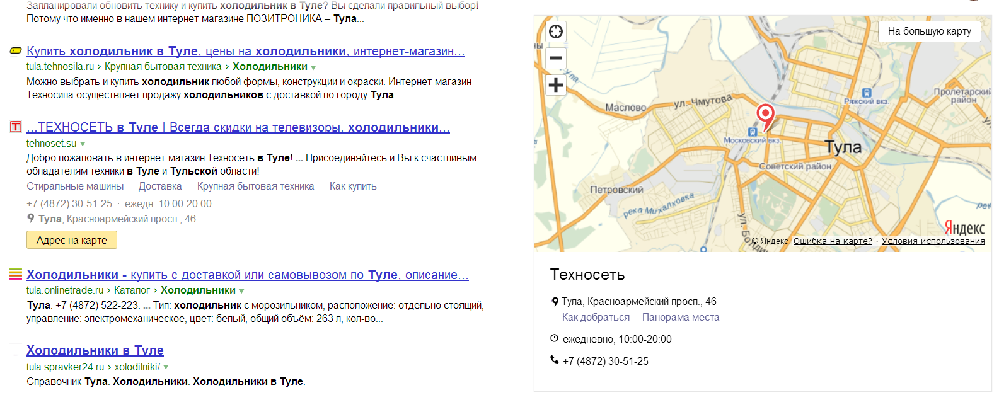 Запланировали обновить технику и купить холодильник в Туле? Вы сделали правильный выбор!
Потому что именно в нашем интернет-магазине ПОЗИТРОНИКА – Тула...
Купить холодильник в Туле, цены на холодильники, интернет-магазин...
tula.tehnosila.ru › Крупная бытовая техника › Холодильники
Можно выбрать и купить холодильник любой формы, конструкции и окраски. Интернет-магазин
Техносила осуществляет продажу холодильников с доставкой по городу Тула.
...ТЕХНОСЕТЬ в Туле | Всегда скидки на телевизоры, холодильники...
tehnoset.su
Добро пожаловать в интернет-магазин Техносеть в Туле! ... Присоединяйтесь и Вы к счастливым
обладателям техники в Туле и Тульской области!
Стиральные машины Доставка Крупная бытовая техника Как купить
+7 (4872) 30-51-25 · ежедн. 10:00-20:00
Тула, Красноармейский просп., 46
Адрес на карте
Холодильники - купить с доставкой или самовывозом по Туле, описание...
tula.onlinetrade.ru › Каталог › Холодильники
Тула. +7 (4872) 522-223. ... Тип: холодильник с морозильником, расположение: отдельно стоящий,
управление: электромеханическое, цвет: белый, общий объём: 263 л, кол-во...
Холодильники в Туле
tula.spravker24.ru › xolodilniki/
Справочник Тула. Холодильники. Холодильники в Туле.
На большую карту
Упа
Маслово
ул. Чмутова
Ряжский вкз.
Пролетарский
район
Московский вкз.
Тула
Советский район
Петровский
река Михалковка
ул. Болдин
Яндекс
© Яндекс Ошибка на карте? · Условия использования
Техносеть
Тула, Красноармейский просп., 46
Как добраться Панорама места
ежедневно, 10:00-20:00
+7 (4872) 30-51-25